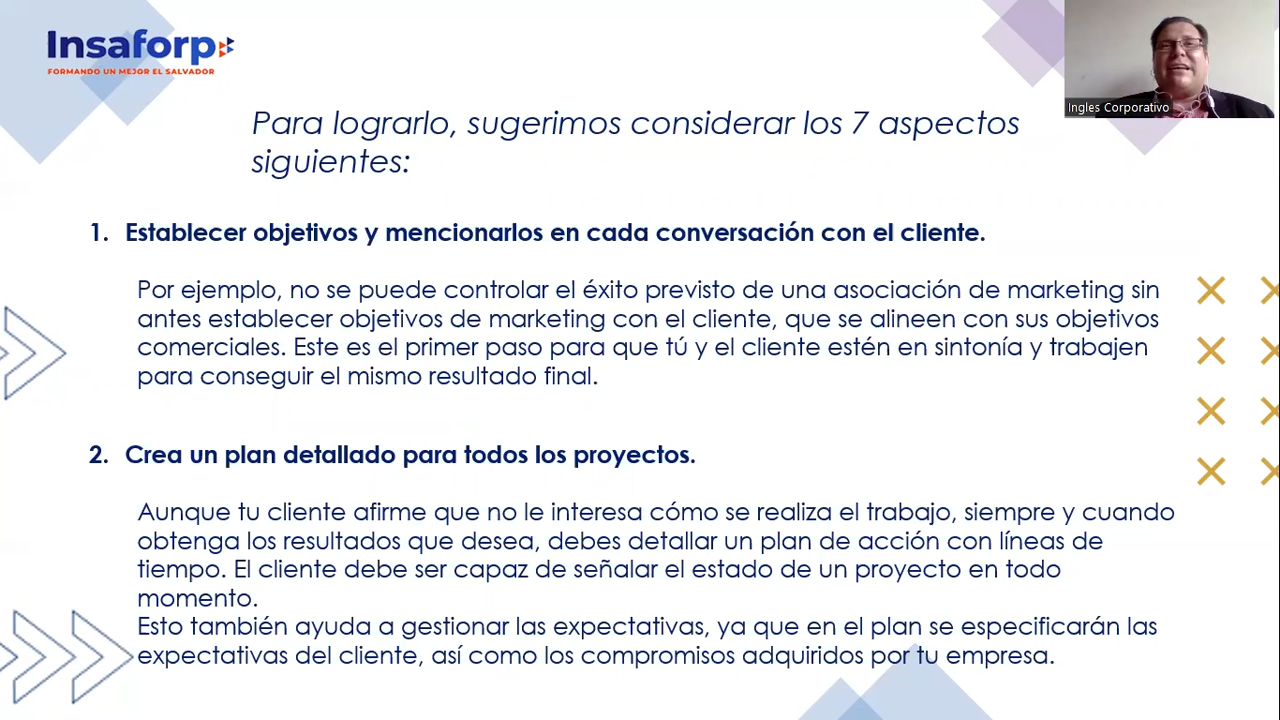 Insaforp
FORMANDO UN MEJOR EL SALVADOR
Ingles Corporativo
Para lograrlo, sugerimos considerar los 7 aspectos
siguientes:
1. Establecer objetivos y mencionarlos en cada conversación con el cliente.
Por ejemplo, no se puede controlar el éxito previsto de una asociación de marketing sin
antes establecer objetivos de marketing con el cliente, que se alineen con sus objetivos
comerciales. Este es el primer paso para que tú y el cliente estén en sintonía y trabajen
para conseguir el mismo resultado final.
2. Crea un plan detallado para todos los proyectos.
Aunque tu cliente afirme que no le interesa cómo se realiza el trabajo, siempre y cuando
obtenga los resultados que desea, debes detallar un plan de acción con líneas de
tiempo. El cliente debe ser capaz de señalar el estado de un proyecto en todo
momento.
Esto también ayuda a gestionar las expectativas, ya que en el plan se especificarán las
expectativas del cliente, así como los compromisos adquiridos por tu empresa.